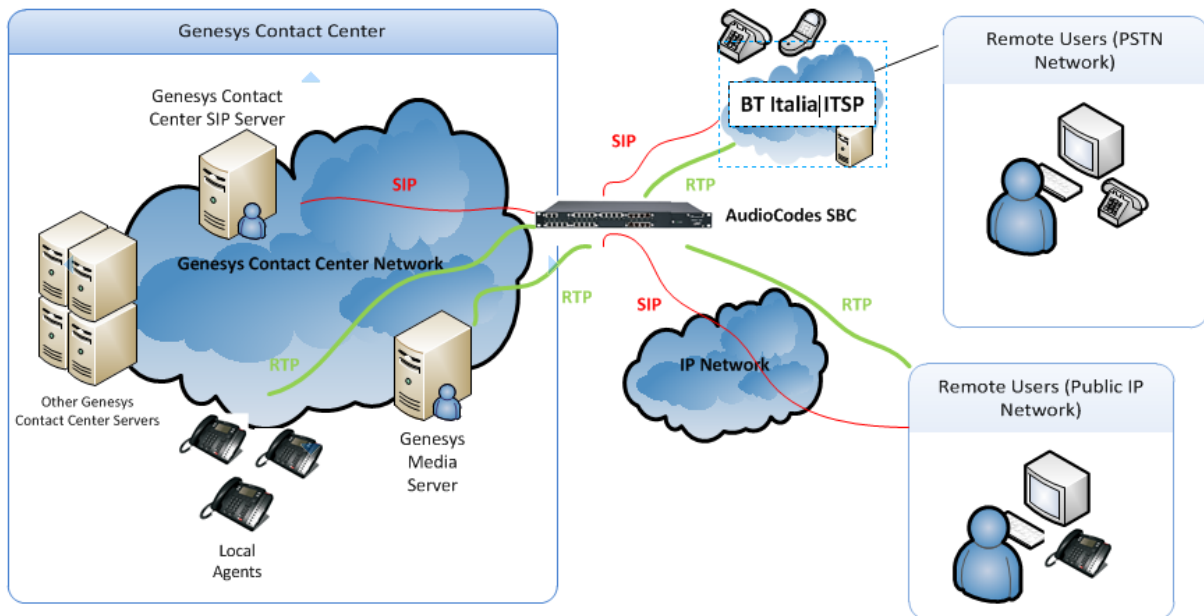 Genesys Contact Center
Genesys Contact
Center SIP Server
SIP
Genesys Contact Center Network
RTP
Other Genesys
Contact Center Servers
Local
Agents
Genesys
Media
Server
RTP
BT Italia ITSP
SIP
RTP
AudioCodes SBC
SIP
RTP
IP Network
Remote Users (PSTN
Network)
Remote Users (Public IP
Network)